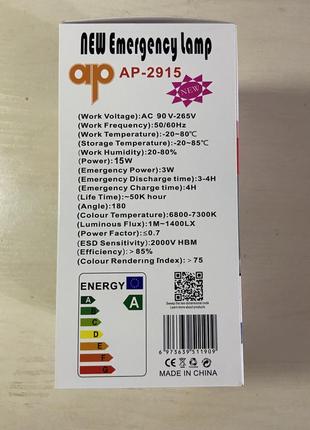 NEW Emergency Lamp
ap AP-2915
NEW
(Work Voltage):AC 90V-265V
(Work Frequency):50/60Hz
(Work Temperature):-20~80℃
(Storage Temperature):-20~85℃
(Work Humidity):20-80%
(Power):15W
(Emergency Power):3W
(Emergency Discharge time):3-4H
(Emergency Charge time):4H
(Life Time):~50K hour
(Angle):180
(Colour Temperature):6800-7300K
(Luminous Flux):1M~1400LX
(Power Factor):≤0.7
(ESD Sensitivity):2000V HBM
(Efficiency):>85%
(Colour Rendering Index):>75
ENERGY
A
A
B
C
D
E
F
G
6 973639 511909
CE
MADE IN CHINA